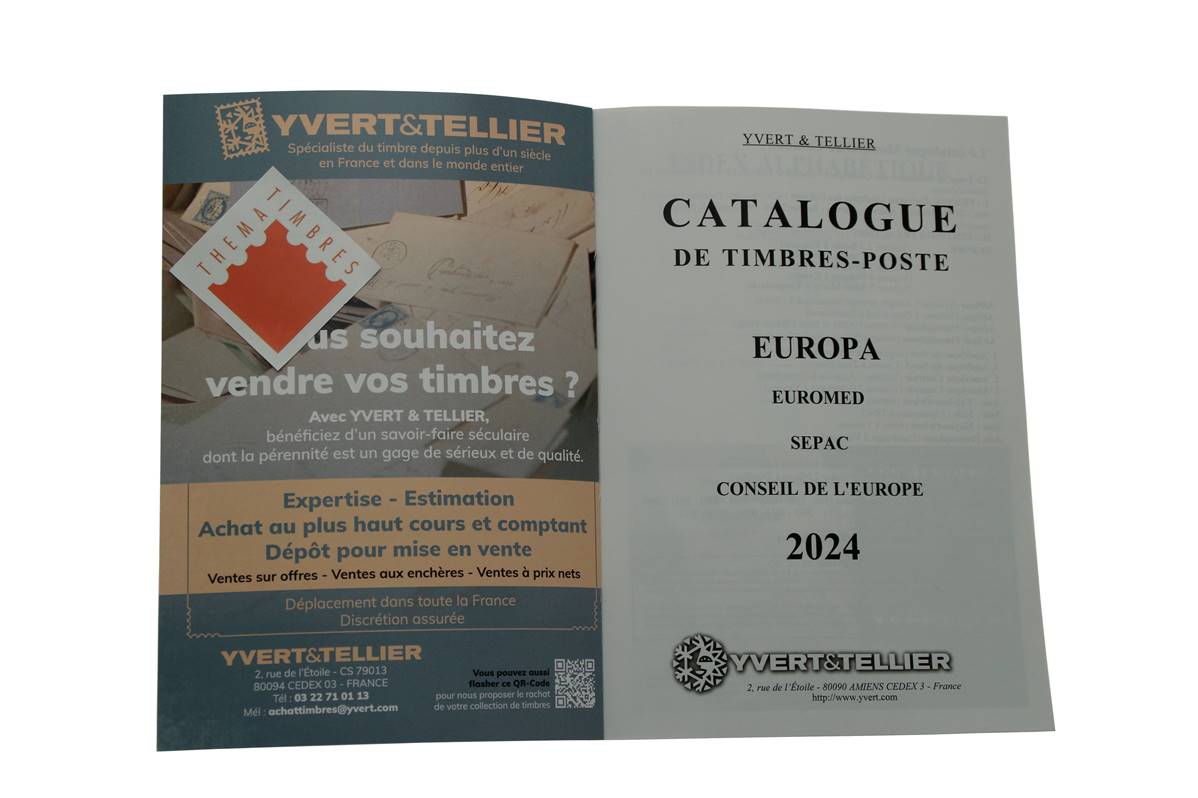 YVERT&TELLIER
Spécialiste du timbre depuis plus d'un siècle
en France et dans le monde entier
THEMA TIMBRES
us souhaitez
vendre vos timbres ?
Avec YVERT & TELLIER,
bénéficiez d'un savoir-faire séculaire
dont la pérennité est un gage de sérieux et de qualité.
Expertise - Estimation
Achat au plus haut cours et comptant
Dépôt pour mise en vente
Ventes sur offres - Ventes aux enchères - Ventes à prix nets
Déplacement dans toute la France
Discrétion assurée
YVERT&TELLIER
2, rue de l'Étoile - CS 79013
80094 CEDEX 03 - FRANCE
Tél : 03 22 71 01 13
Mél : achattimbres@yvert.com
Vous pouvez aussi
flasher ce QR-Code
pour nous proposer le rachat
de votre collection de timbres
YVERT & TELLIER
CATALOGUE
DE TIMBRES-POSTE
EUROPA
EUROMED
SEPAC
CONSEIL DE L'EUROPE
2024
YVERT&TELLIER
2, rue de l'Étoile - 80090 AMIENS CEDEX 3 - France
http://www.yvert.com